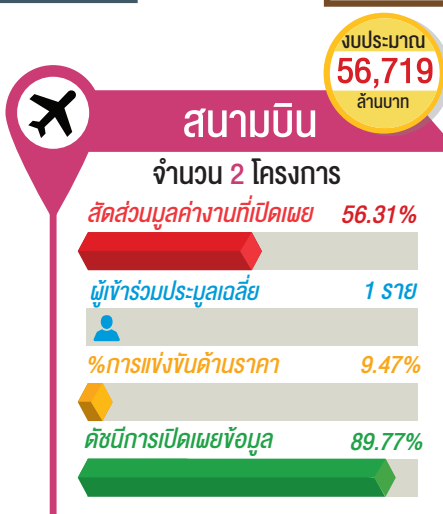 งบประมาณ
56,719
ล้านบาท
สนามบิน
จำนวน 2 โครงการ
สัดส่วนมูลค่างานที่เปิดเผย 56.31%
ผู้เข้าร่วมประมูลเฉลี่ย 1 ราย
%การแข่งขันด้านราคา 9.47%
ดัชนีการเปิดเผยข้อมูล 89.77%